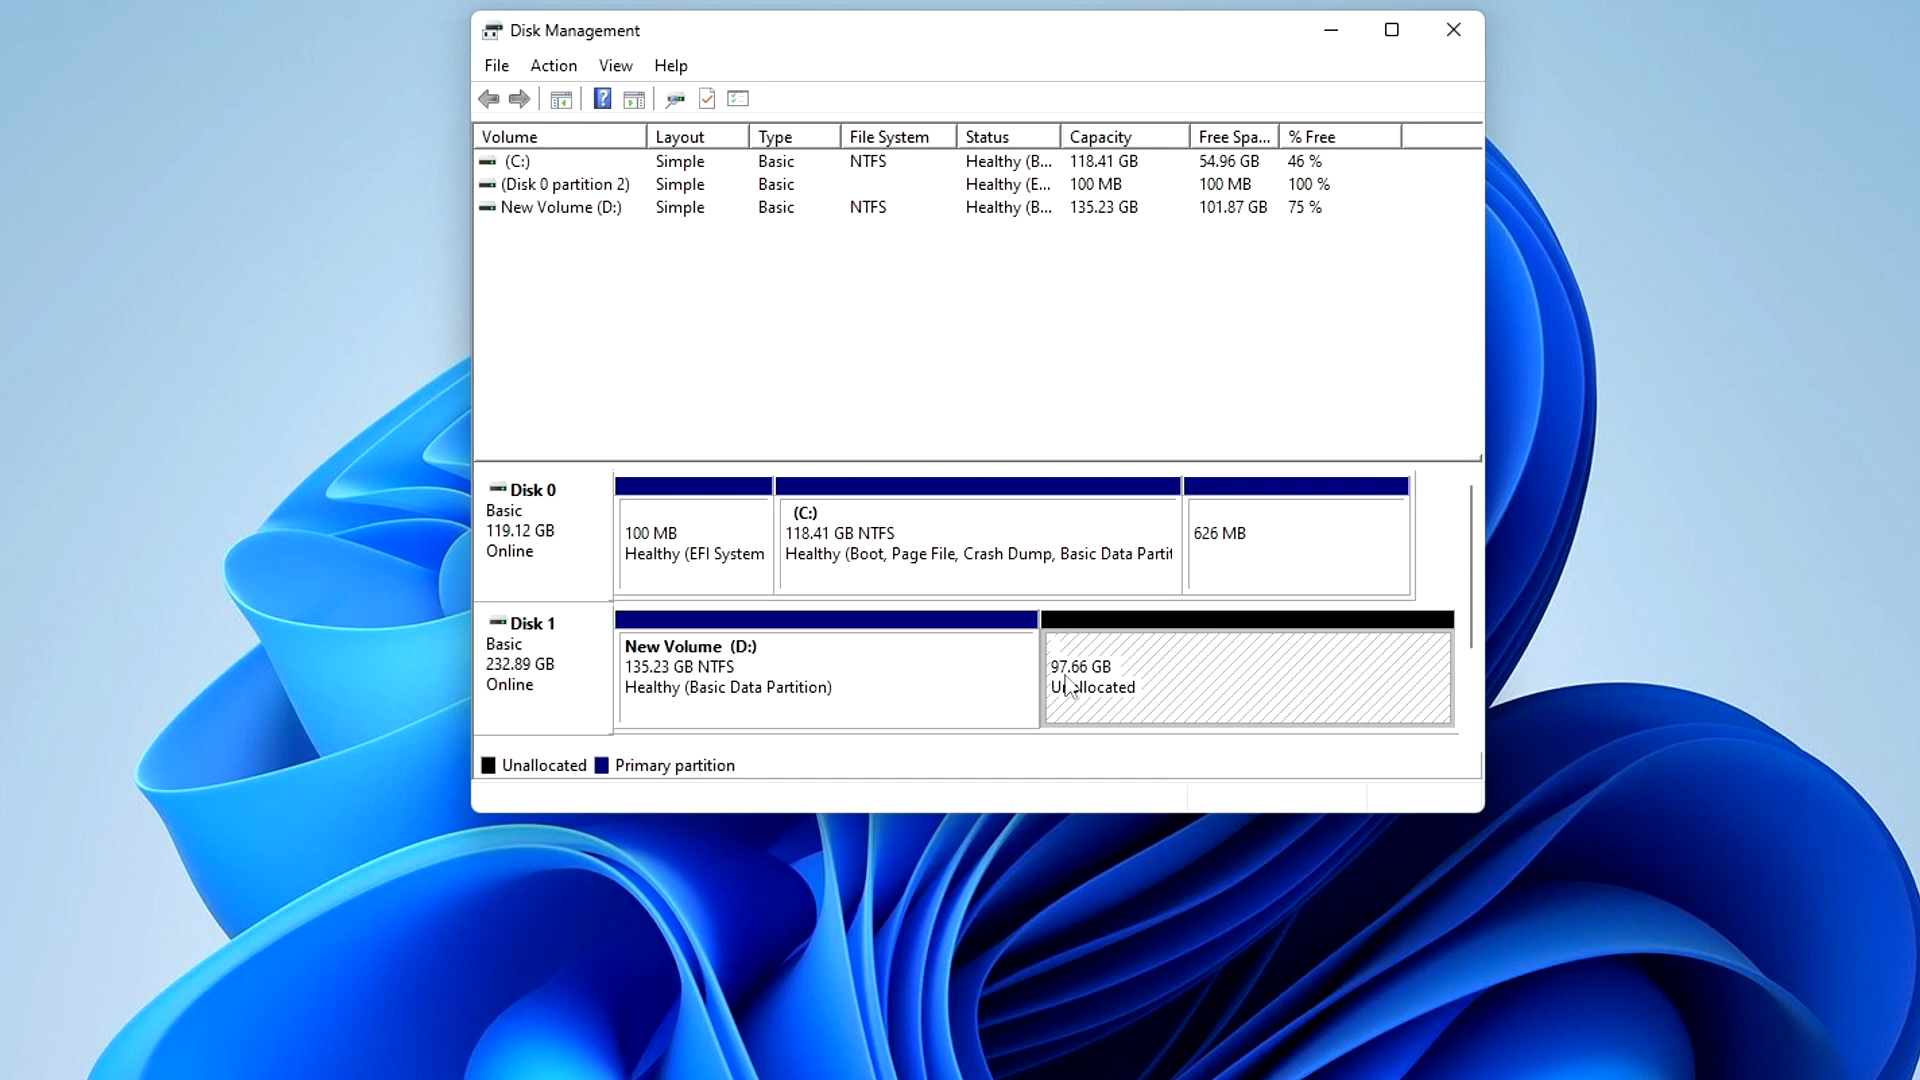 Disk Management
File Action View Help
Volume Layout Type File System Status Capacity Free Spa... % Free
(C:) Simple Basic NTFS Healthy (B... 118.41 GB 54.96 GB 46 %
(Disk 0 partition 2) Simple Basic Healthy (E... 100 MB 100 MB 100 %
New Volume (D:) Simple Basic NTFS Healthy (B... 135.23 GB 101.87 GB 75 %
Disk 0
Basic
119.12 GB
Online
100 MB
Healthy (EFI System
(C:)
118.41 GB NTFS
Healthy (Boot, Page File, Crash Dump, Basic Data Partit
626 MB
Disk 1
Basic
232.89 GB
Online
New Volume (D:)
135.23 GB NTFS
Healthy (Basic Data Partition)
97.66 GB
Unallocated
Unallocated Primary partition